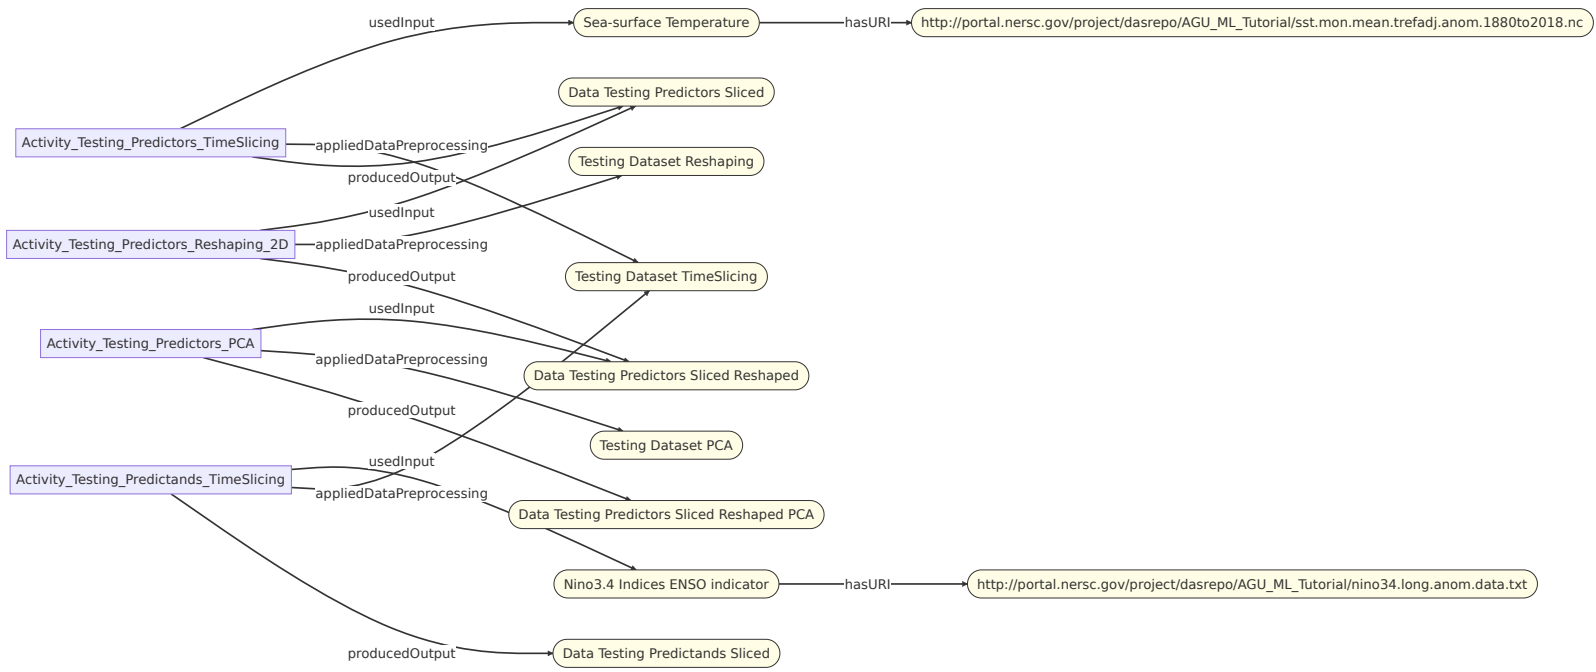 usedInput
Sea-surface Temperature
hasURI
http://portal.nersc.gov/project/dasrepo/AGU_ML_Tutorial/sst.mon.mean.trefadj.anom.1880to2018.nc
Data Testing Predictors Sliced
Activity_Testing_Predictors_TimeSlicing
appliedDataPreprocessing
Testing Dataset Reshaping
producedOutput
usedInput
Activity_Testing_Predictors_Reshaping_2D
appliedDataPreprocessing
producedOutput
Testing Dataset TimeSlicing
usedInput
Activity_Testing_Predictors_PCA
appliedDataPreprocessing
Data Testing Predictors Sliced Reshaped
producedOutput
Testing Dataset PCA
usedInput
Activity_Testing_Predictands_TimeSlicing
appliedDataPreprocessing
Data Testing Predictors Sliced Reshaped PCA
Nino3.4 Indices ENSO indicator
hasURI
http://portal.nersc.gov/project/dasrepo/AGU_ML_Tutorial/nino34.long.anom.data.txt
producedOutput
Data Testing Predictands Sliced